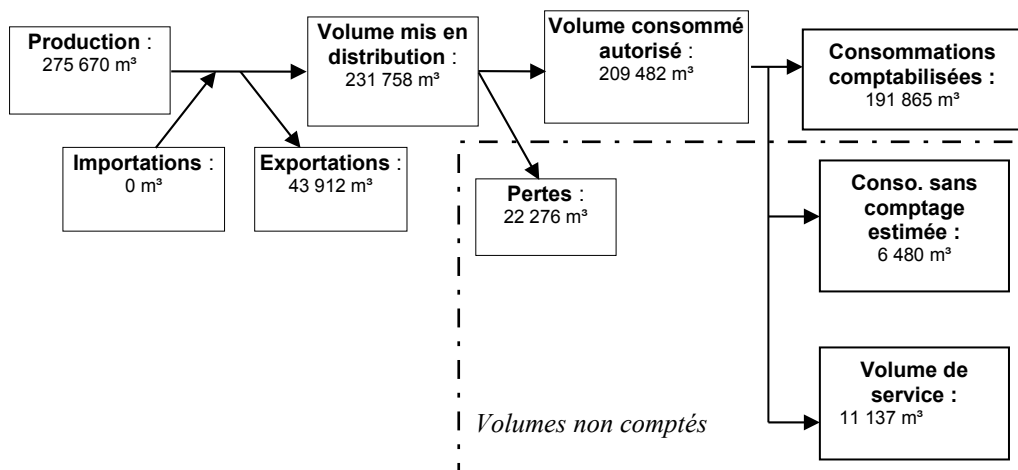 Production :
275 670 m³
Volume mis en
distribution :
231 758 m³
Volume consommé
autorisé :
209 482 m³
Consommations
comptabilisées :
191 865 m³
Importations :
0 m³
Exportations :
43 912 m³
Pertes :
22 276 m³
Conso. sans
comptage
estimée :
6 480 m³
Volume de
service :
11 137 m³
Volumes non comptés